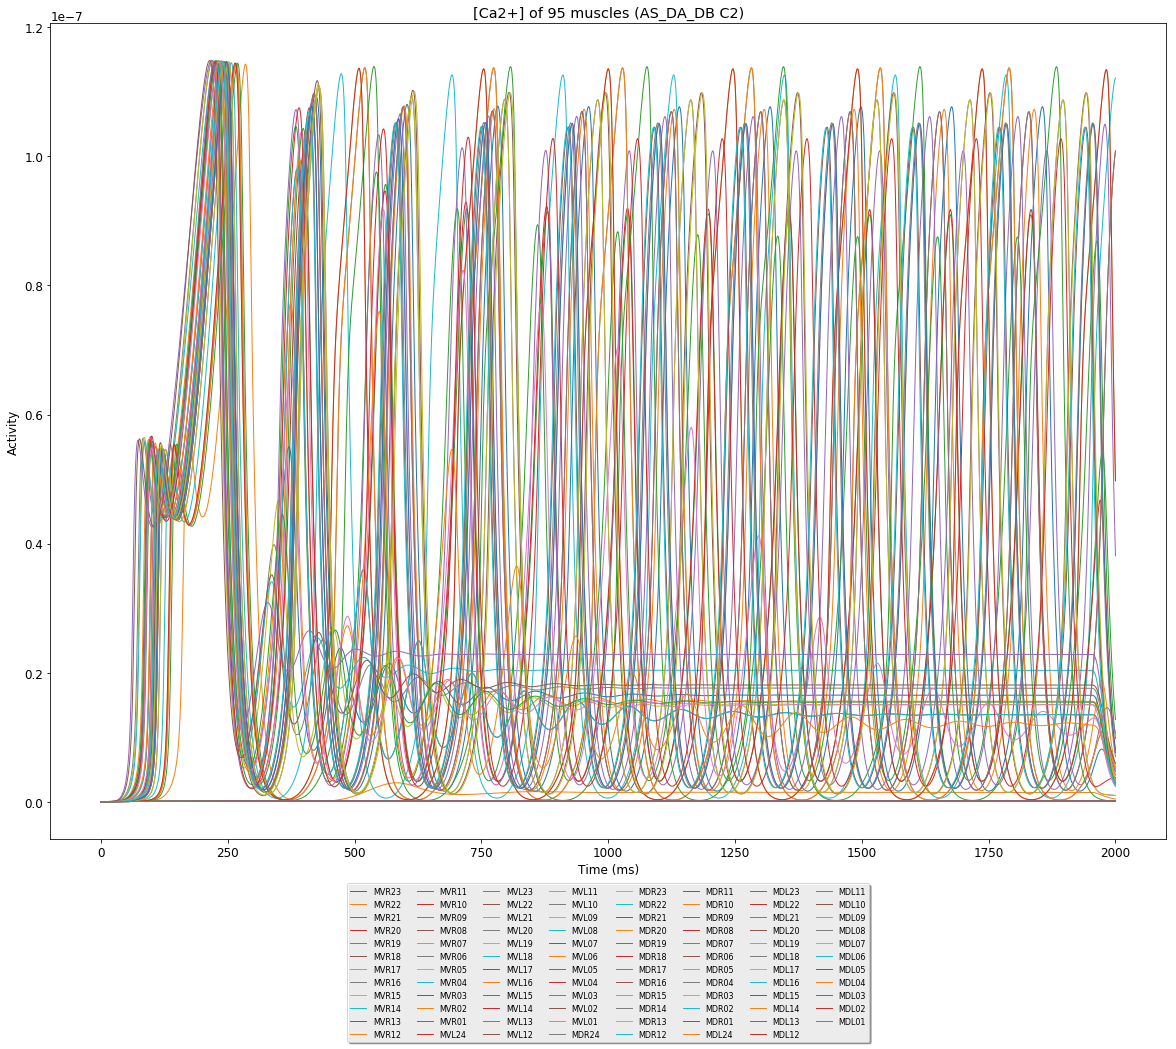 [Ca2+] of 95 muscles (AS_DA_DB C2)
1e−7
1.2
1.0
0.8
0.6
0.4
0.2
0.0
Activity
0 250 500 750 1000 1250 1500 1750 2000
Time (ms)
MVR23 MVR11 MVL23 MVL11 MDR23 MDR11 MDL23 MDL11
MVR22 MVR10 MVL22 MVL10 MDR22 MDR10 MDL22 MDL10
MVR21 MVR09 MVL21 MVL09 MDR21 MDR09 MDL21 MDL09
MVR20 MVR08 MVL20 MVL08 MDR20 MDR08 MDL20 MDL08
MVR19 MVR07 MVL19 MVL07 MDR19 MDR07 MDL19 MDL07
MVR18 MVR06 MVL18 MVL06 MDR18 MDR06 MDL18 MDL06
MVR17 MVR05 MVL17 MVL05 MDR17 MDR05 MDL17 MDL05
MVR16 MVR04 MVL16 MVL04 MDR16 MDR04 MDL16 MDL04
MVR15 MVR03 MVL15 MVL03 MDR15 MDR03 MDL15 MDL03
MVR14 MVR02 MVL14 MVL02 MDR14 MDR02 MDL14 MDL02
MVR13 MVR01 MVL13 MVL01 MDR13 MDR01 MDL13 MDL01
MVR12 MVL24 MVL12 MDR24 MDR12 MDL24 MDL12